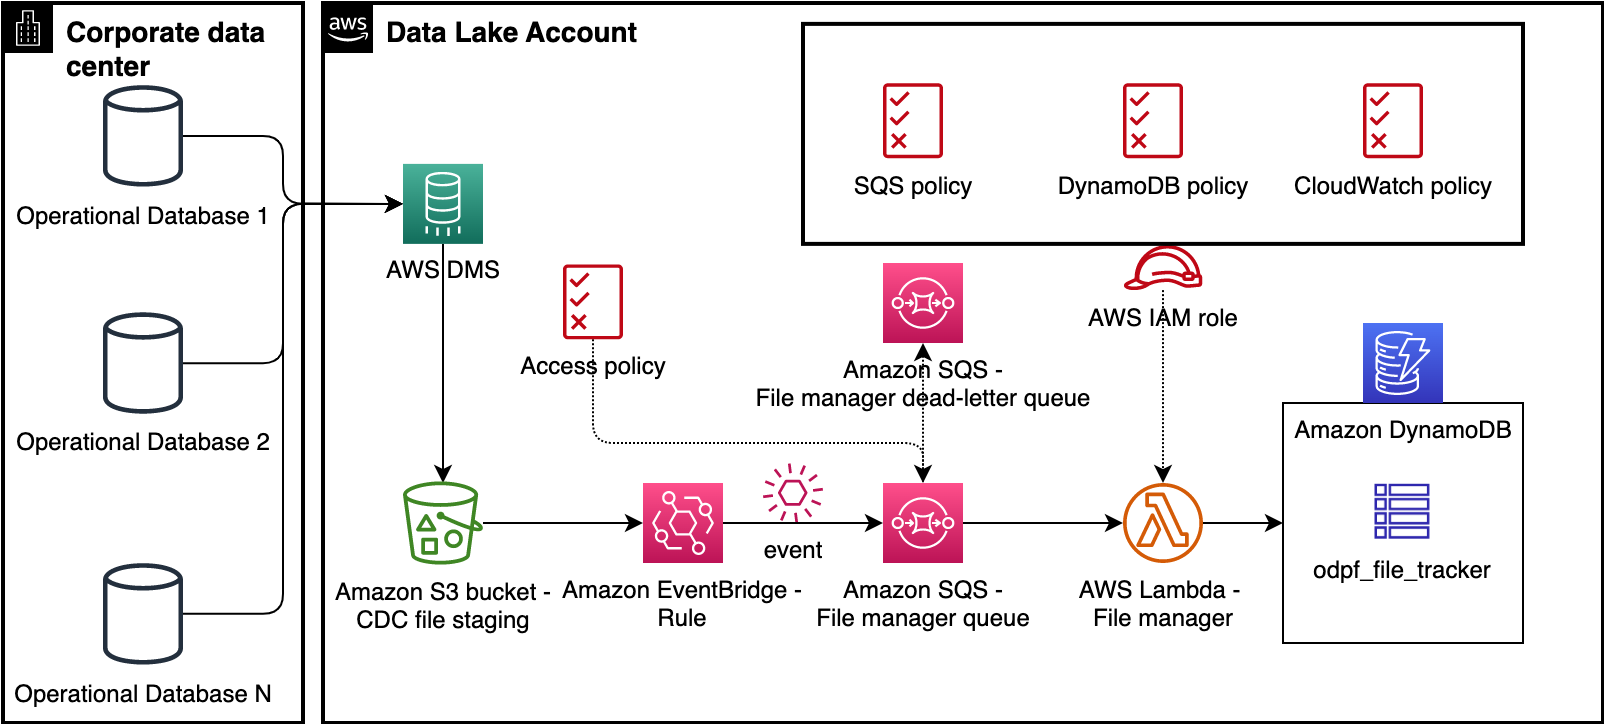 Corporate data
center
aws
Data Lake Account
SQS policy
DynamoDB policy
CloudWatch policy
Operational Database 1
AWS DMS
AWS IAM role
Access policy
Amazon SQS -
File manager dead-letter queue
Operational Database 2
Amazon DynamoDB
event
odpf_file_tracker
Amazon S3 bucket -
CDC file staging
Amazon EventBridge -
Rule
Amazon SQS -
File manager queue
AWS Lambda -
File manager
Operational Database N